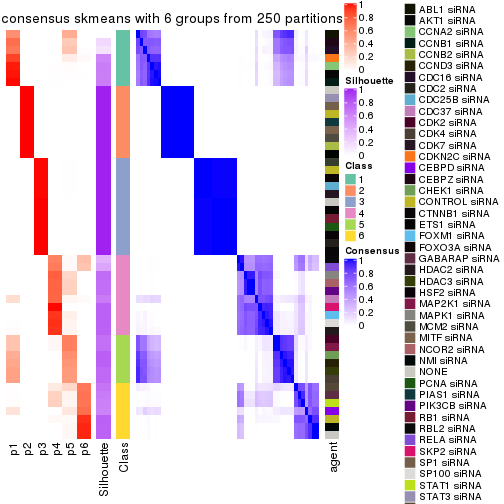 consensus skmeans with 6 groups from 250 partitions
p1
p2
p3
p4
p5
p6
Silhouette
Class
agent
1
0.8
0.6
0.4
0.2
0
Silhouette
1
0.8
0.6
0.4
0.2
0
Class
1
2
3
4
5
6
Consensus
1
0.8
0.6
0.4
0.2
0
ABL1 siRNA
AKT1 siRNA
CCNA2 siRNA
CCNB1 siRNA
CCNB2 siRNA
CCND3 siRNA
CDC16 siRNA
CDC2 siRNA
CDC25B siRNA
CDC37 siRNA
CDK2 siRNA
CDK4 siRNA
CDK7 siRNA
CDKN2C siRNA
CEBPD siRNA
CEBPZ siRNA
CHEK1 siRNA
CONTROL siRNA
CTNNB1 siRNA
ETS1 siRNA
FOXM1 siRNA
FOXO3A siRNA
GABARAP siRNA
HDAC2 siRNA
HDAC3 siRNA
HSF2 siRNA
MAP2K1 siRNA
MAPK1 siRNA
MCM2 siRNA
MITF siRNA
NCOR2 siRNA
NMI siRNA
NONE
PCNA siRNA
PIAS1 siRNA
PIK3CB siRNA
RB1 siRNA
RBL2 siRNA
RELA siRNA
SKP2 siRNA
SP1 siRNA
SP100 siRNA
STAT1 siRNA
STAT3 siRNA